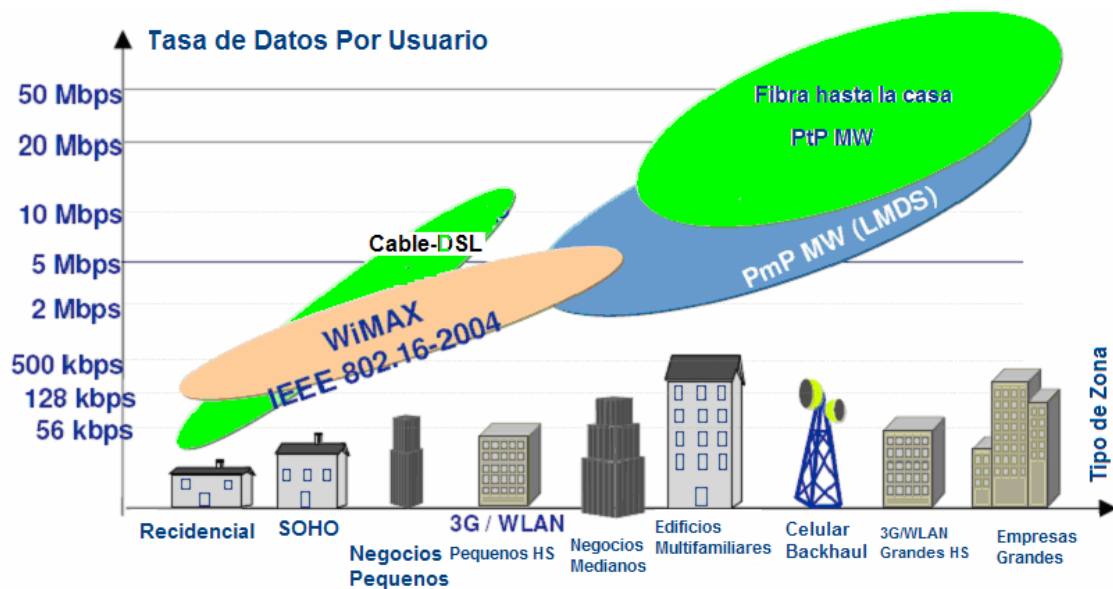 Tasa de Datos Por Usuario
50 Mbps
20 Mbps
10 Mbps
5 Mbps
2 Mbps
500 kbps
128 kbps
56 kbps
Fibra hasta la casa
PtP MW
PmP MW (LMDS)
Cable-DSL
WiMAX
IEEE 802.16-2004
Tipo de Zona
Recidencial
SOHO
Negocios
Pequenos
3G / WLAN
Pequenos HS
Negocios
Medianos
Edificios
Multifamiliares
Celular
Backhaul
3G/WLAN
Grandes HS
Empresas
Grandes